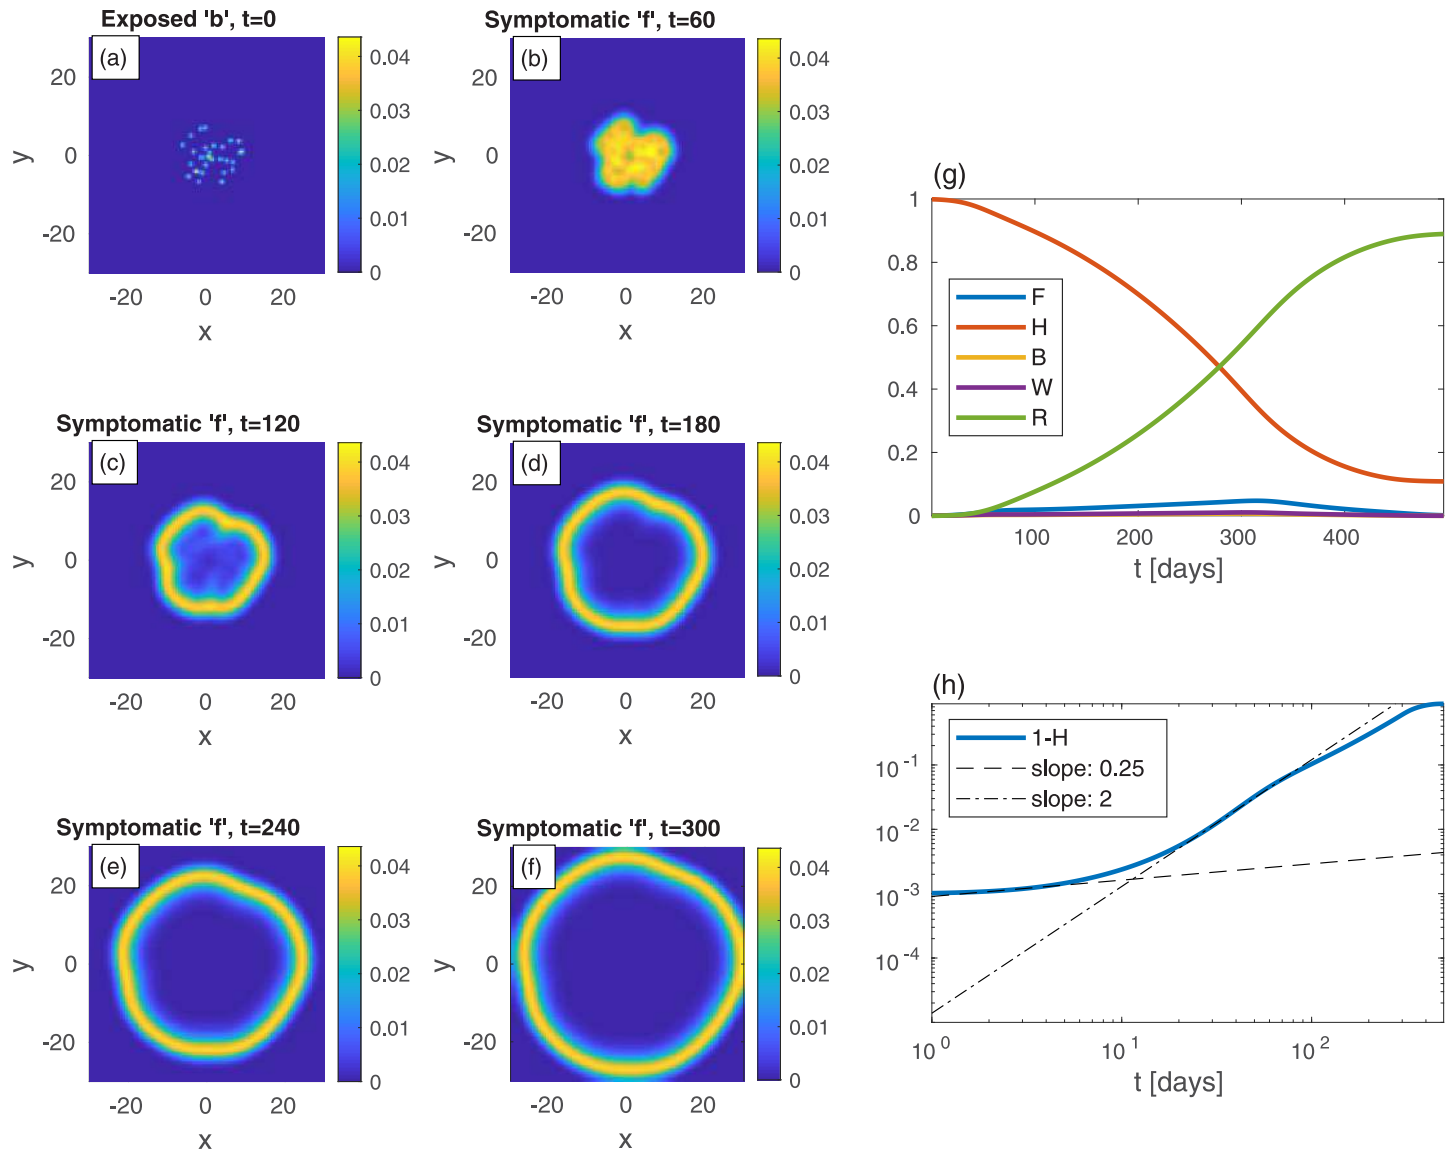 Exposed 'b', t=0
(a)
20
0
-20
y
-20 0 20
x
0.04
0.03
0.02
0.01
0
Symptomatic 'f', t=60
(b)
20
0
-20
y
-20 0 20
x
0.04
0.03
0.02
0.01
0
Symptomatic 'f', t=120
(c)
20
0
-20
y
-20 0 20
x
0.04
0.03
0.02
0.01
0
Symptomatic 'f', t=180
(d)
20
0
-20
y
-20 0 20
x
0.04
0.03
0.02
0.01
0
Symptomatic 'f', t=240
(e)
20
0
-20
y
-20 0 20
x
0.04
0.03
0.02
0.01
0
Symptomatic 'f', t=300
(f)
20
0
-20
y
-20 0 20
x
0.04
0.03
0.02
0.01
0
(g)
1
0.8
0.6
0.4
0.2
0
F
H
B
W
R
100 200 300 400
t [days]
(h)
10⁻¹
10⁻²
10⁻³
10⁻⁴
1-H
slope: 0.25
slope: 2
10⁰ 10¹ 10²
t [days]